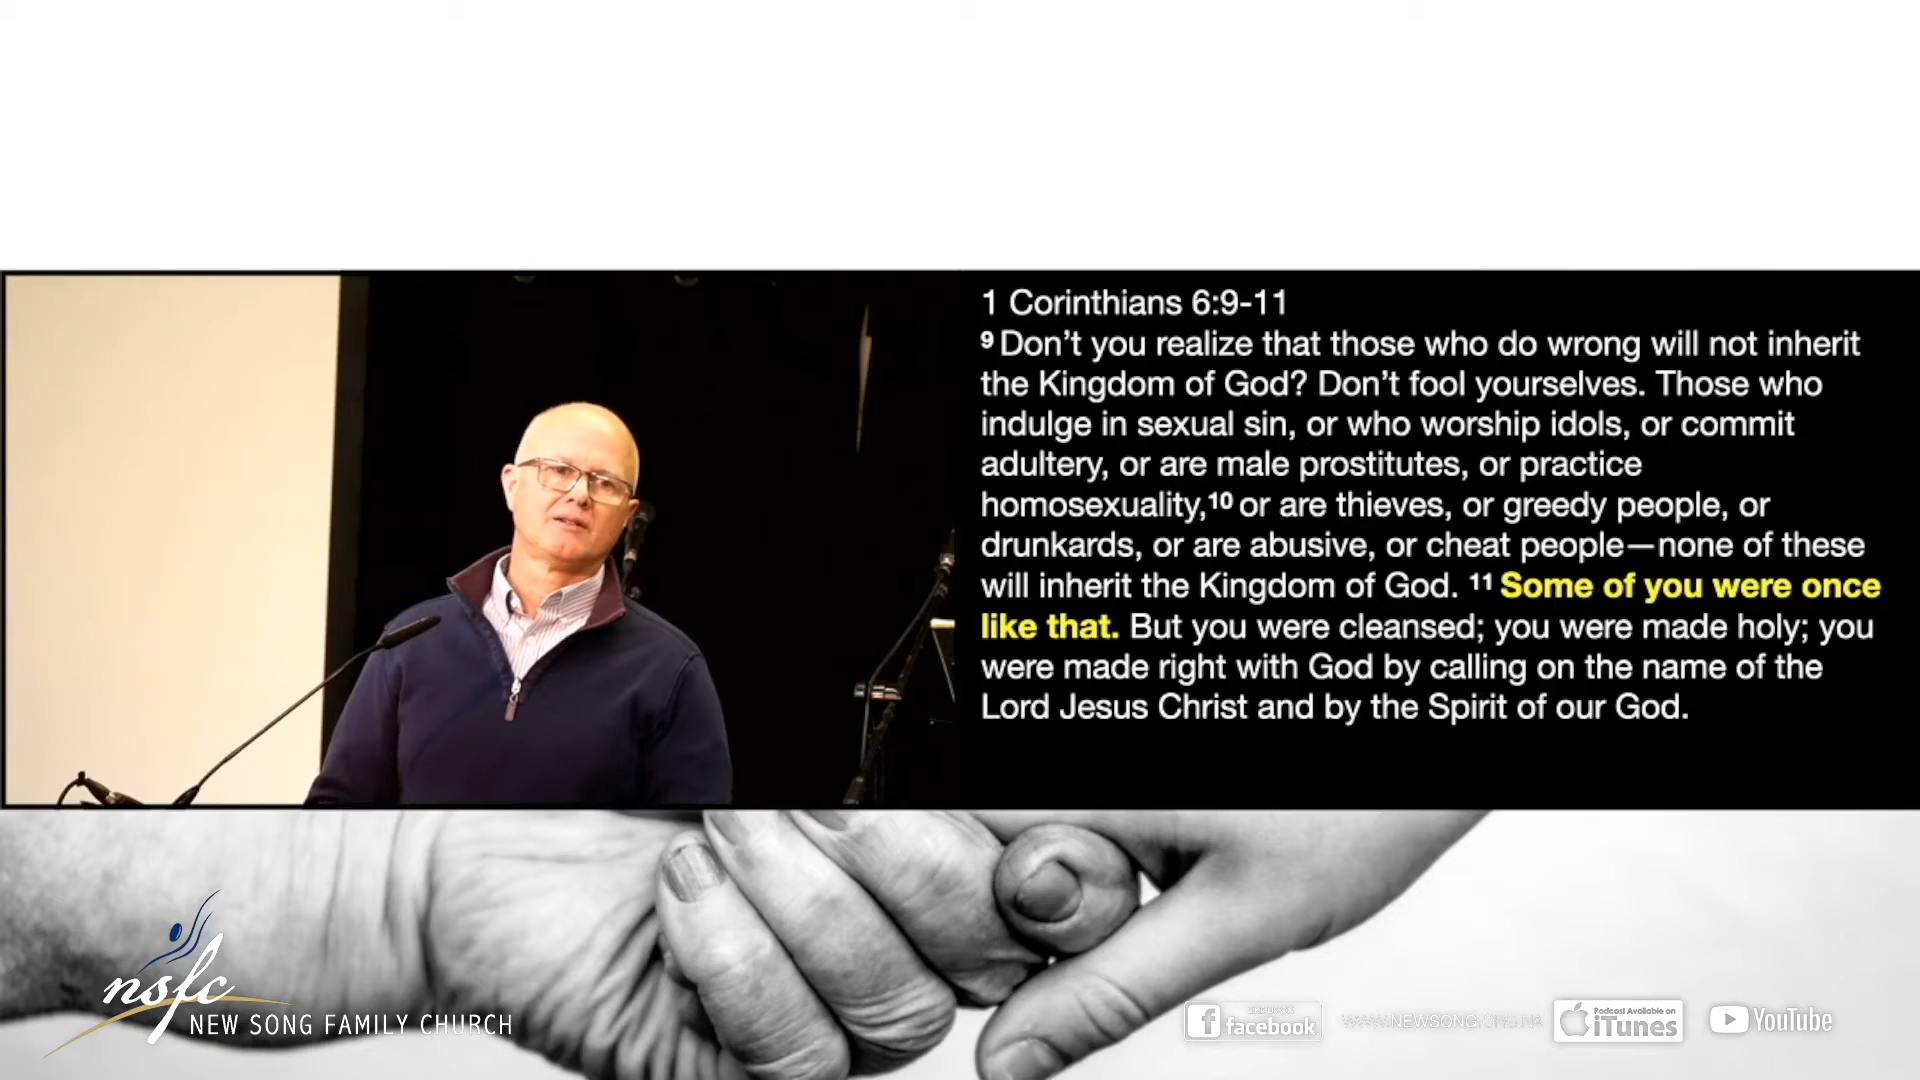 1 Corinthians 6:9-11
9 Don’t you realize that those who do wrong will not inherit
the Kingdom of God? Don’t fool yourselves. Those who
indulge in sexual sin, or who worship idols, or commit
adultery, or are male prostitutes, or practice
homosexuality,10 or are thieves, or greedy people, or
drunkards, or are abusive, or cheat people—none of these
will inherit the Kingdom of God. 11 Some of you were once
like that. But you were cleansed; you were made holy; you
were made right with God by calling on the name of the
Lord Jesus Christ and by the Spirit of our God.
nsfc
NEW SONG FAMILY CHURCH
facebook
Podcast Available on
iTunes
YouTube